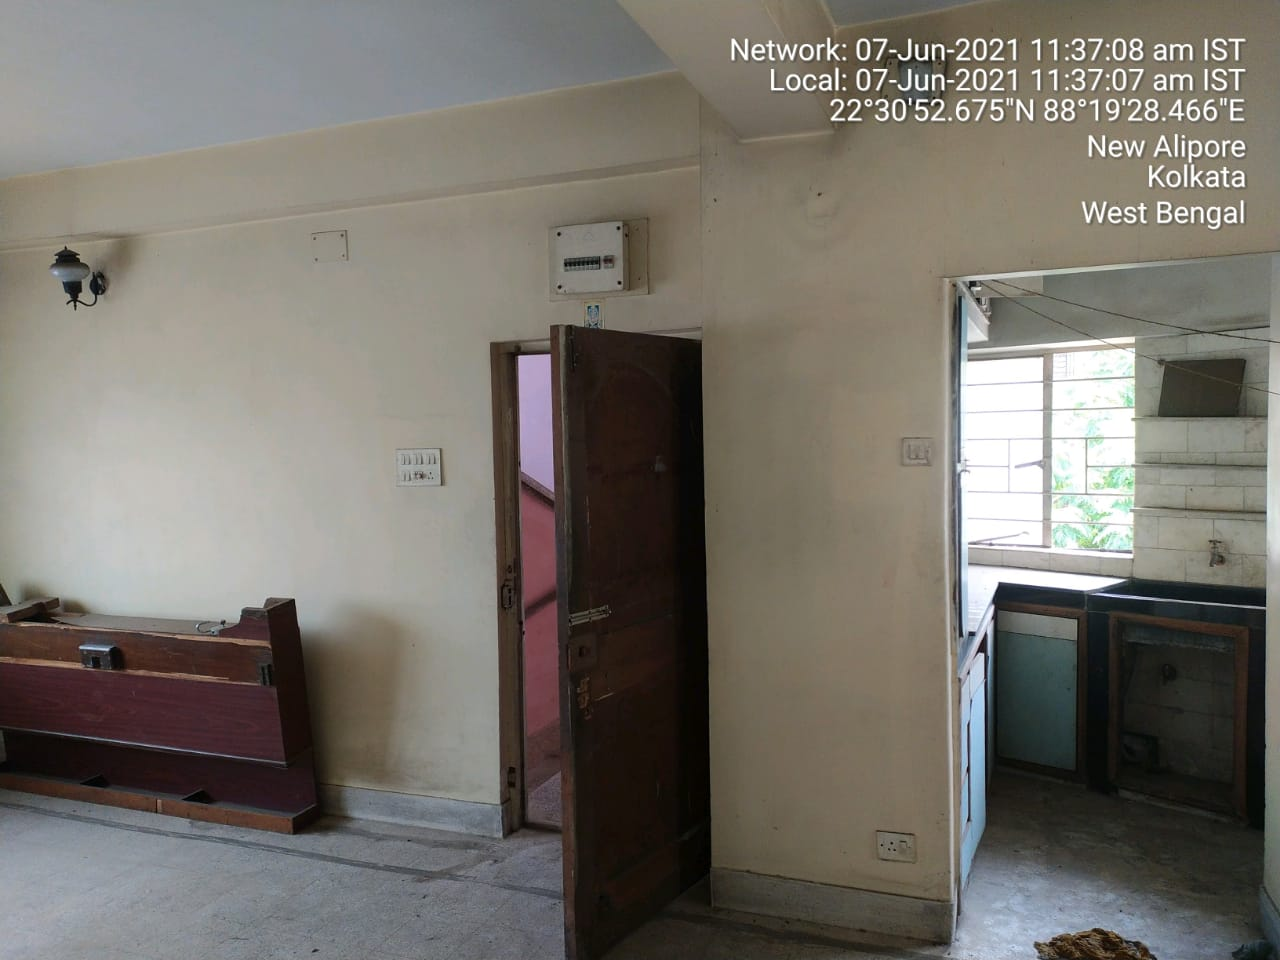 Network: 07-Jun-2021 11:37:08 am IST
Local: 07-Jun-2021 11:37:07 am IST
22°30'52.675"N 88°19'28.466"E
New Alipore
Kolkata
West Bengal